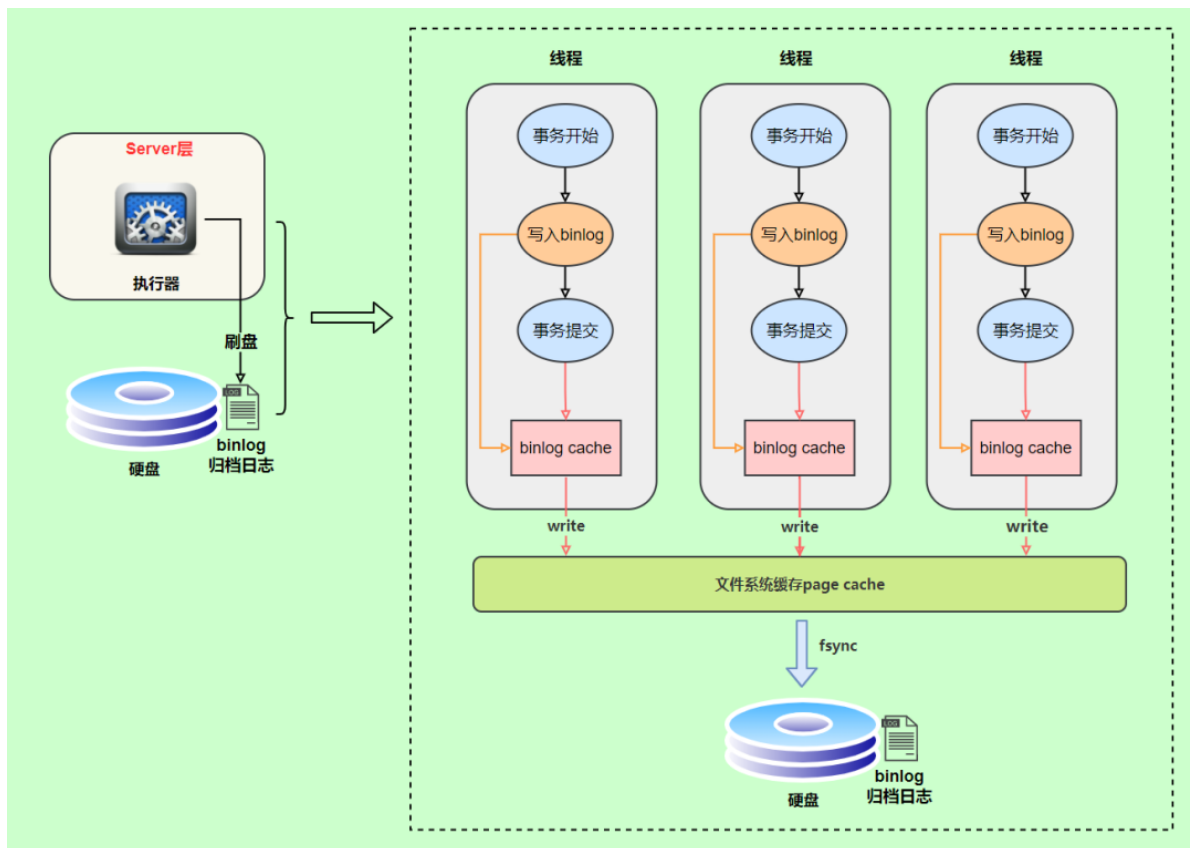 Server层
执行器
刷盘
LOG
binlog
归档日志
硬盘
线程
事务开始
写入binlog
事务提交
binlog cache
write
线程
事务开始
写入binlog
事务提交
binlog cache
write
线程
事务开始
写入binlog
事务提交
binlog cache
write
文件系统缓存page cache
fsync
LOG
binlog
归档日志
硬盘